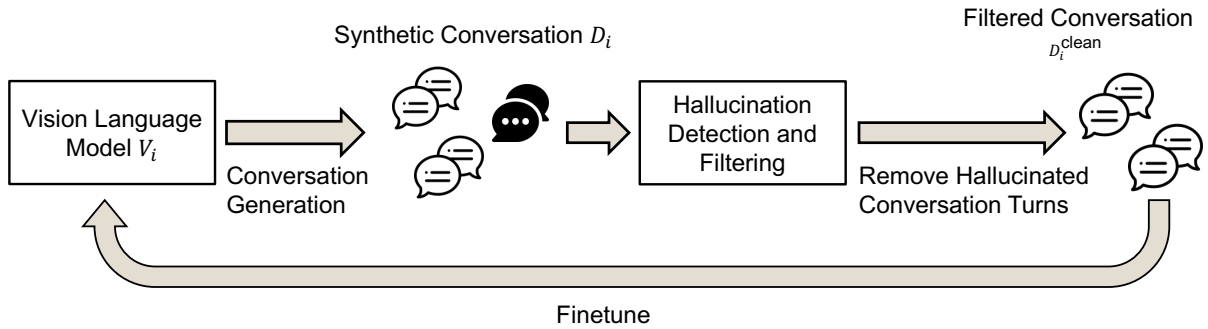 Synthetic Conversation D_i
Filtered Conversation
D_i^clean
Vision Language
Model V_i
Hallucination
Detection and
Filtering
Conversation
Generation
Remove Hallucinated
Conversation Turns
Finetune